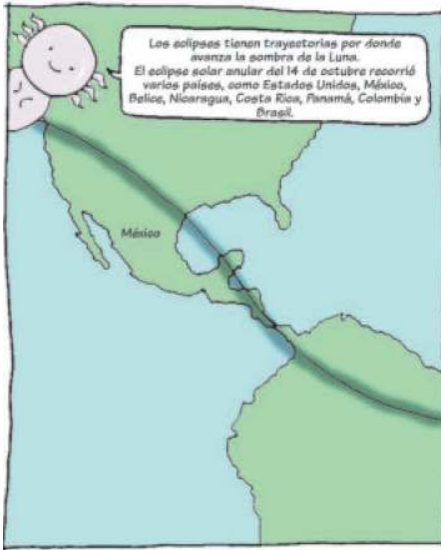 Los eclipses tienen trayectorias por donde
avanza la sombra de la Luna.
El eclipse solar anular del 14 de octubre recorrió
varios países, como Estados Unidos, México,
Belice, Nicaragua, Costa Rica, Panamá, Colombia y
Brasil.
México